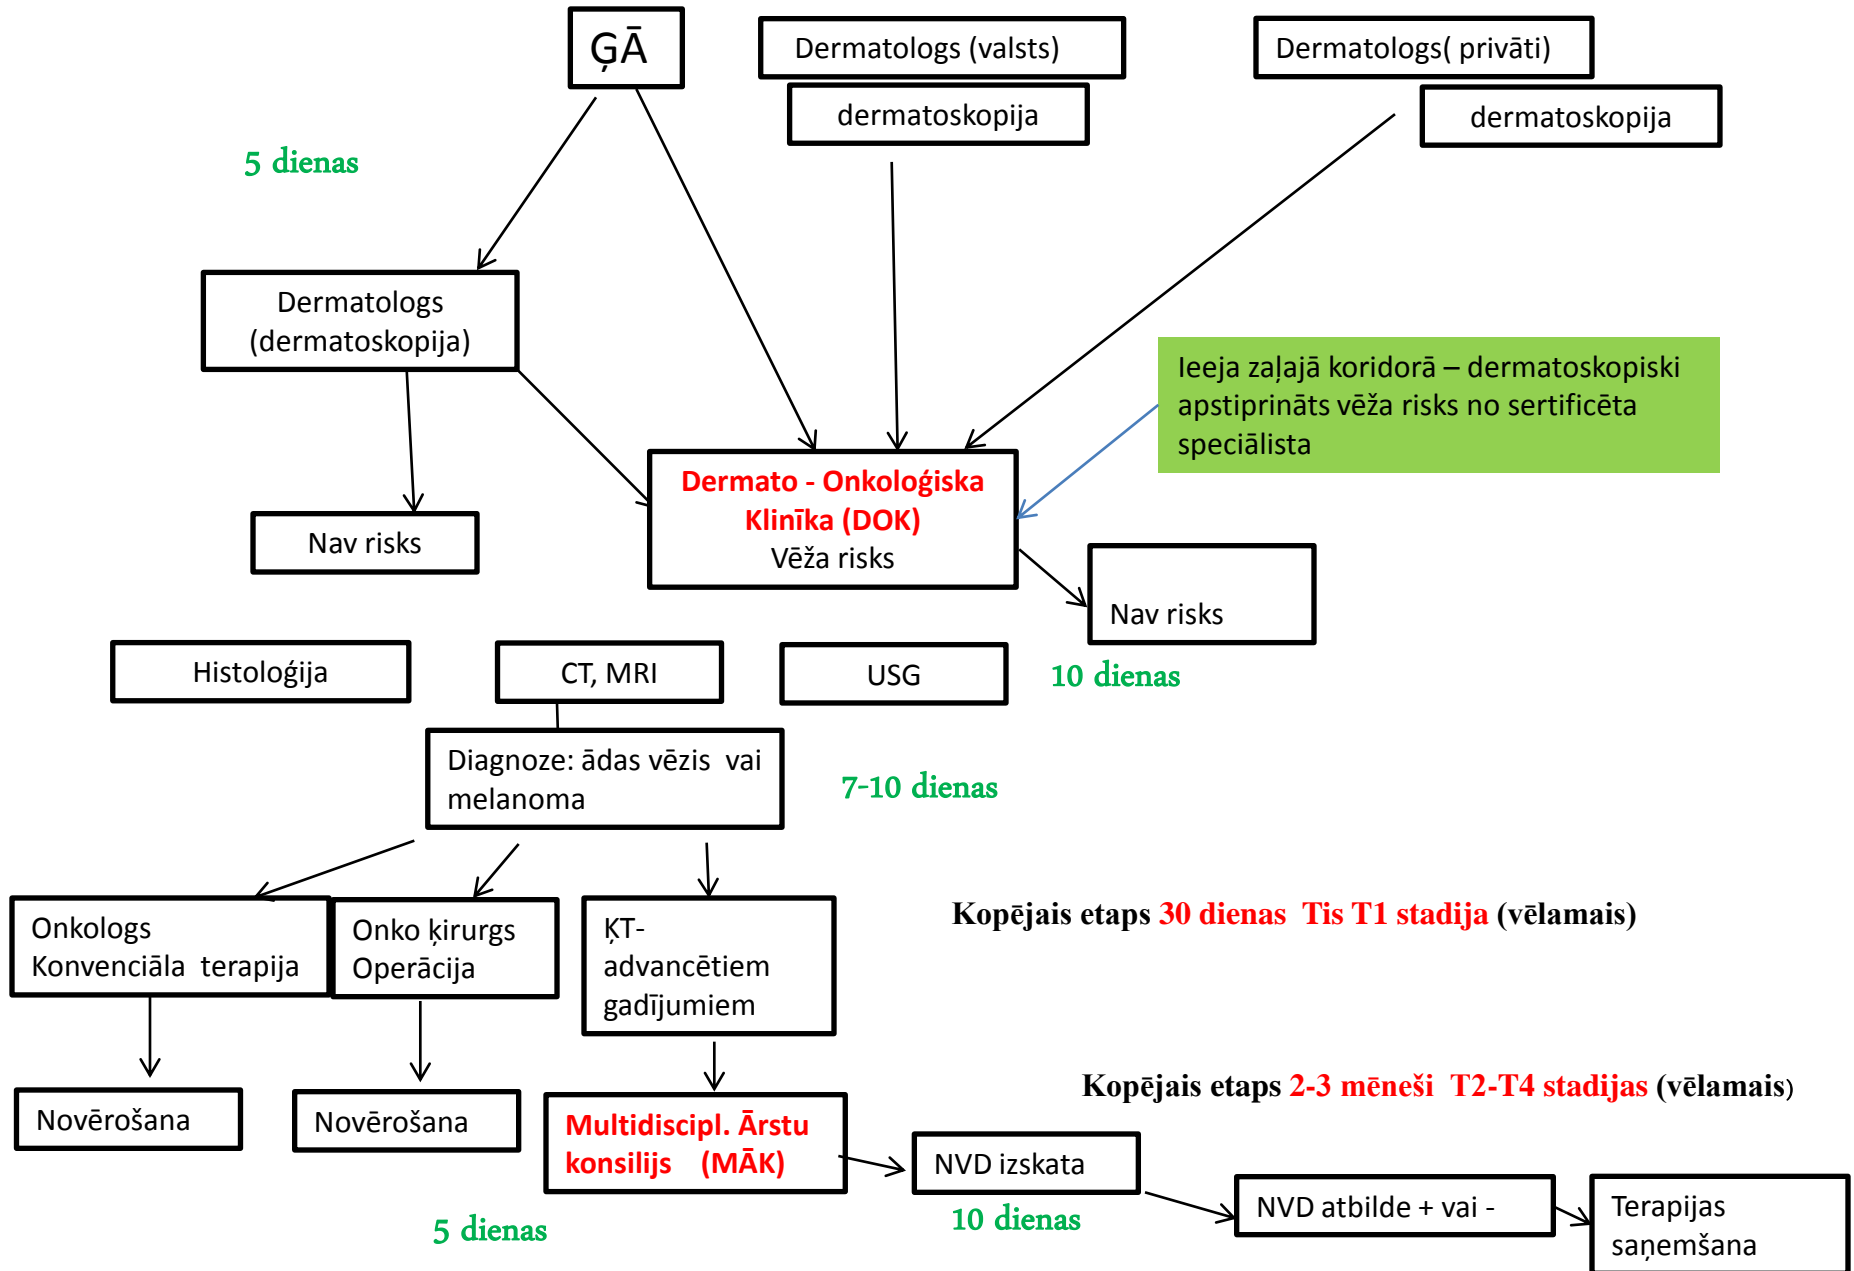 ĢĀ
Dermatologs (valsts)
Dermatologs( privāti)
dermatoskopija
dermatoskopija
5 dienas
Dermatologs
(dermatoskopija)
Ieeja zaļajā koridorā – dermatoskopiski
apstiprināts vēža risks no sertificēta
speciālista
Dermato - Onkoloģiska
Klinīka (DOK)
Vēža risks
Nav risks
Nav risks
Histoloģija
CT, MRI
USG
10 dienas
Diagnoze: ādas vēzis vai
melanoma
7-10 dienas
Onkologs
Konvenciāla terapija
Onko ķirurgs
Operācija
ĶT-
advancētiem
gadījumiem
Kopējais etaps 30 dienas Tis T1 stadija (vēlamais)
Kopējais etaps 2-3 mēneši T2-T4 stadijas (vēlamais)
Novērošana
Novērošana
Multidiscipl. Ārstu
konsilijs (MĀK)
NVD izskata
NVD atbilde + vai -
Terapijas
saņemšana
5 dienas
10 dienas